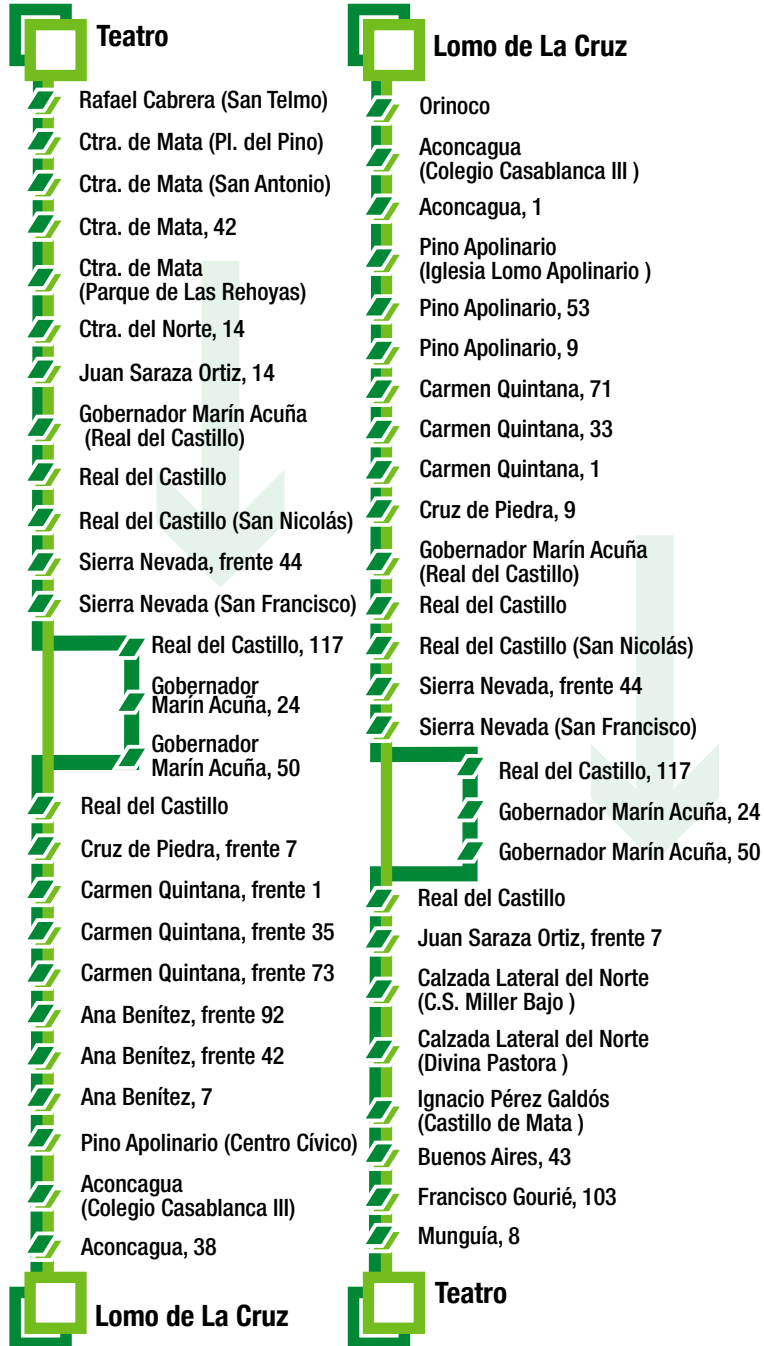 Teatro
Rafael Cabrera (San Telmo)
Ctra. de Mata (Pl. del Pino)
Ctra. de Mata (San Antonio)
Ctra. de Mata, 42
Ctra. de Mata
(Parque de Las Rehoyas)
Ctra. del Norte, 14
Juan Saraza Ortiz, 14
Gobernador Marín Acuña
(Real del Castillo)
Real del Castillo
Real del Castillo (San Nicolás)
Sierra Nevada, frente 44
Sierra Nevada (San Francisco)
Real del Castillo, 117
Gobernador
Marín Acuña, 24
Gobernador
Marín Acuña, 50
Real del Castillo
Cruz de Piedra, frente 7
Carmen Quintana, frente 1
Carmen Quintana, frente 35
Carmen Quintana, frente 73
Ana Benítez, frente 92
Ana Benítez, frente 42
Ana Benítez, 7
Pino Apolinario (Centro Cívico)
Aconcagua
(Colegio Casablanca III)
Aconcagua, 38
Lomo de La Cruz
Lomo de La Cruz
Orinoco
Aconcagua
(Colegio Casablanca III )
Aconcagua, 1
Pino Apolinario
(Iglesia Lomo Apolinario )
Pino Apolinario, 53
Pino Apolinario, 9
Carmen Quintana, 71
Carmen Quintana, 33
Carmen Quintana, 1
Cruz de Piedra, 9
Gobernador Marín Acuña
(Real del Castillo)
Real del Castillo
Real del Castillo (San Nicolás)
Sierra Nevada, frente 44
Sierra Nevada (San Francisco)
Real del Castillo, 117
Gobernador Marín Acuña, 24
Gobernador Marín Acuña, 50
Real del Castillo
Juan Saraza Ortiz, frente 7
Calzada Lateral del Norte
(C.S. Miller Bajo )
Calzada Lateral del Norte
(Divina Pastora )
Ignacio Pérez Galdós
(Castillo de Mata )
Buenos Aires, 43
Francisco Gourié, 103
Munguía, 8
Teatro